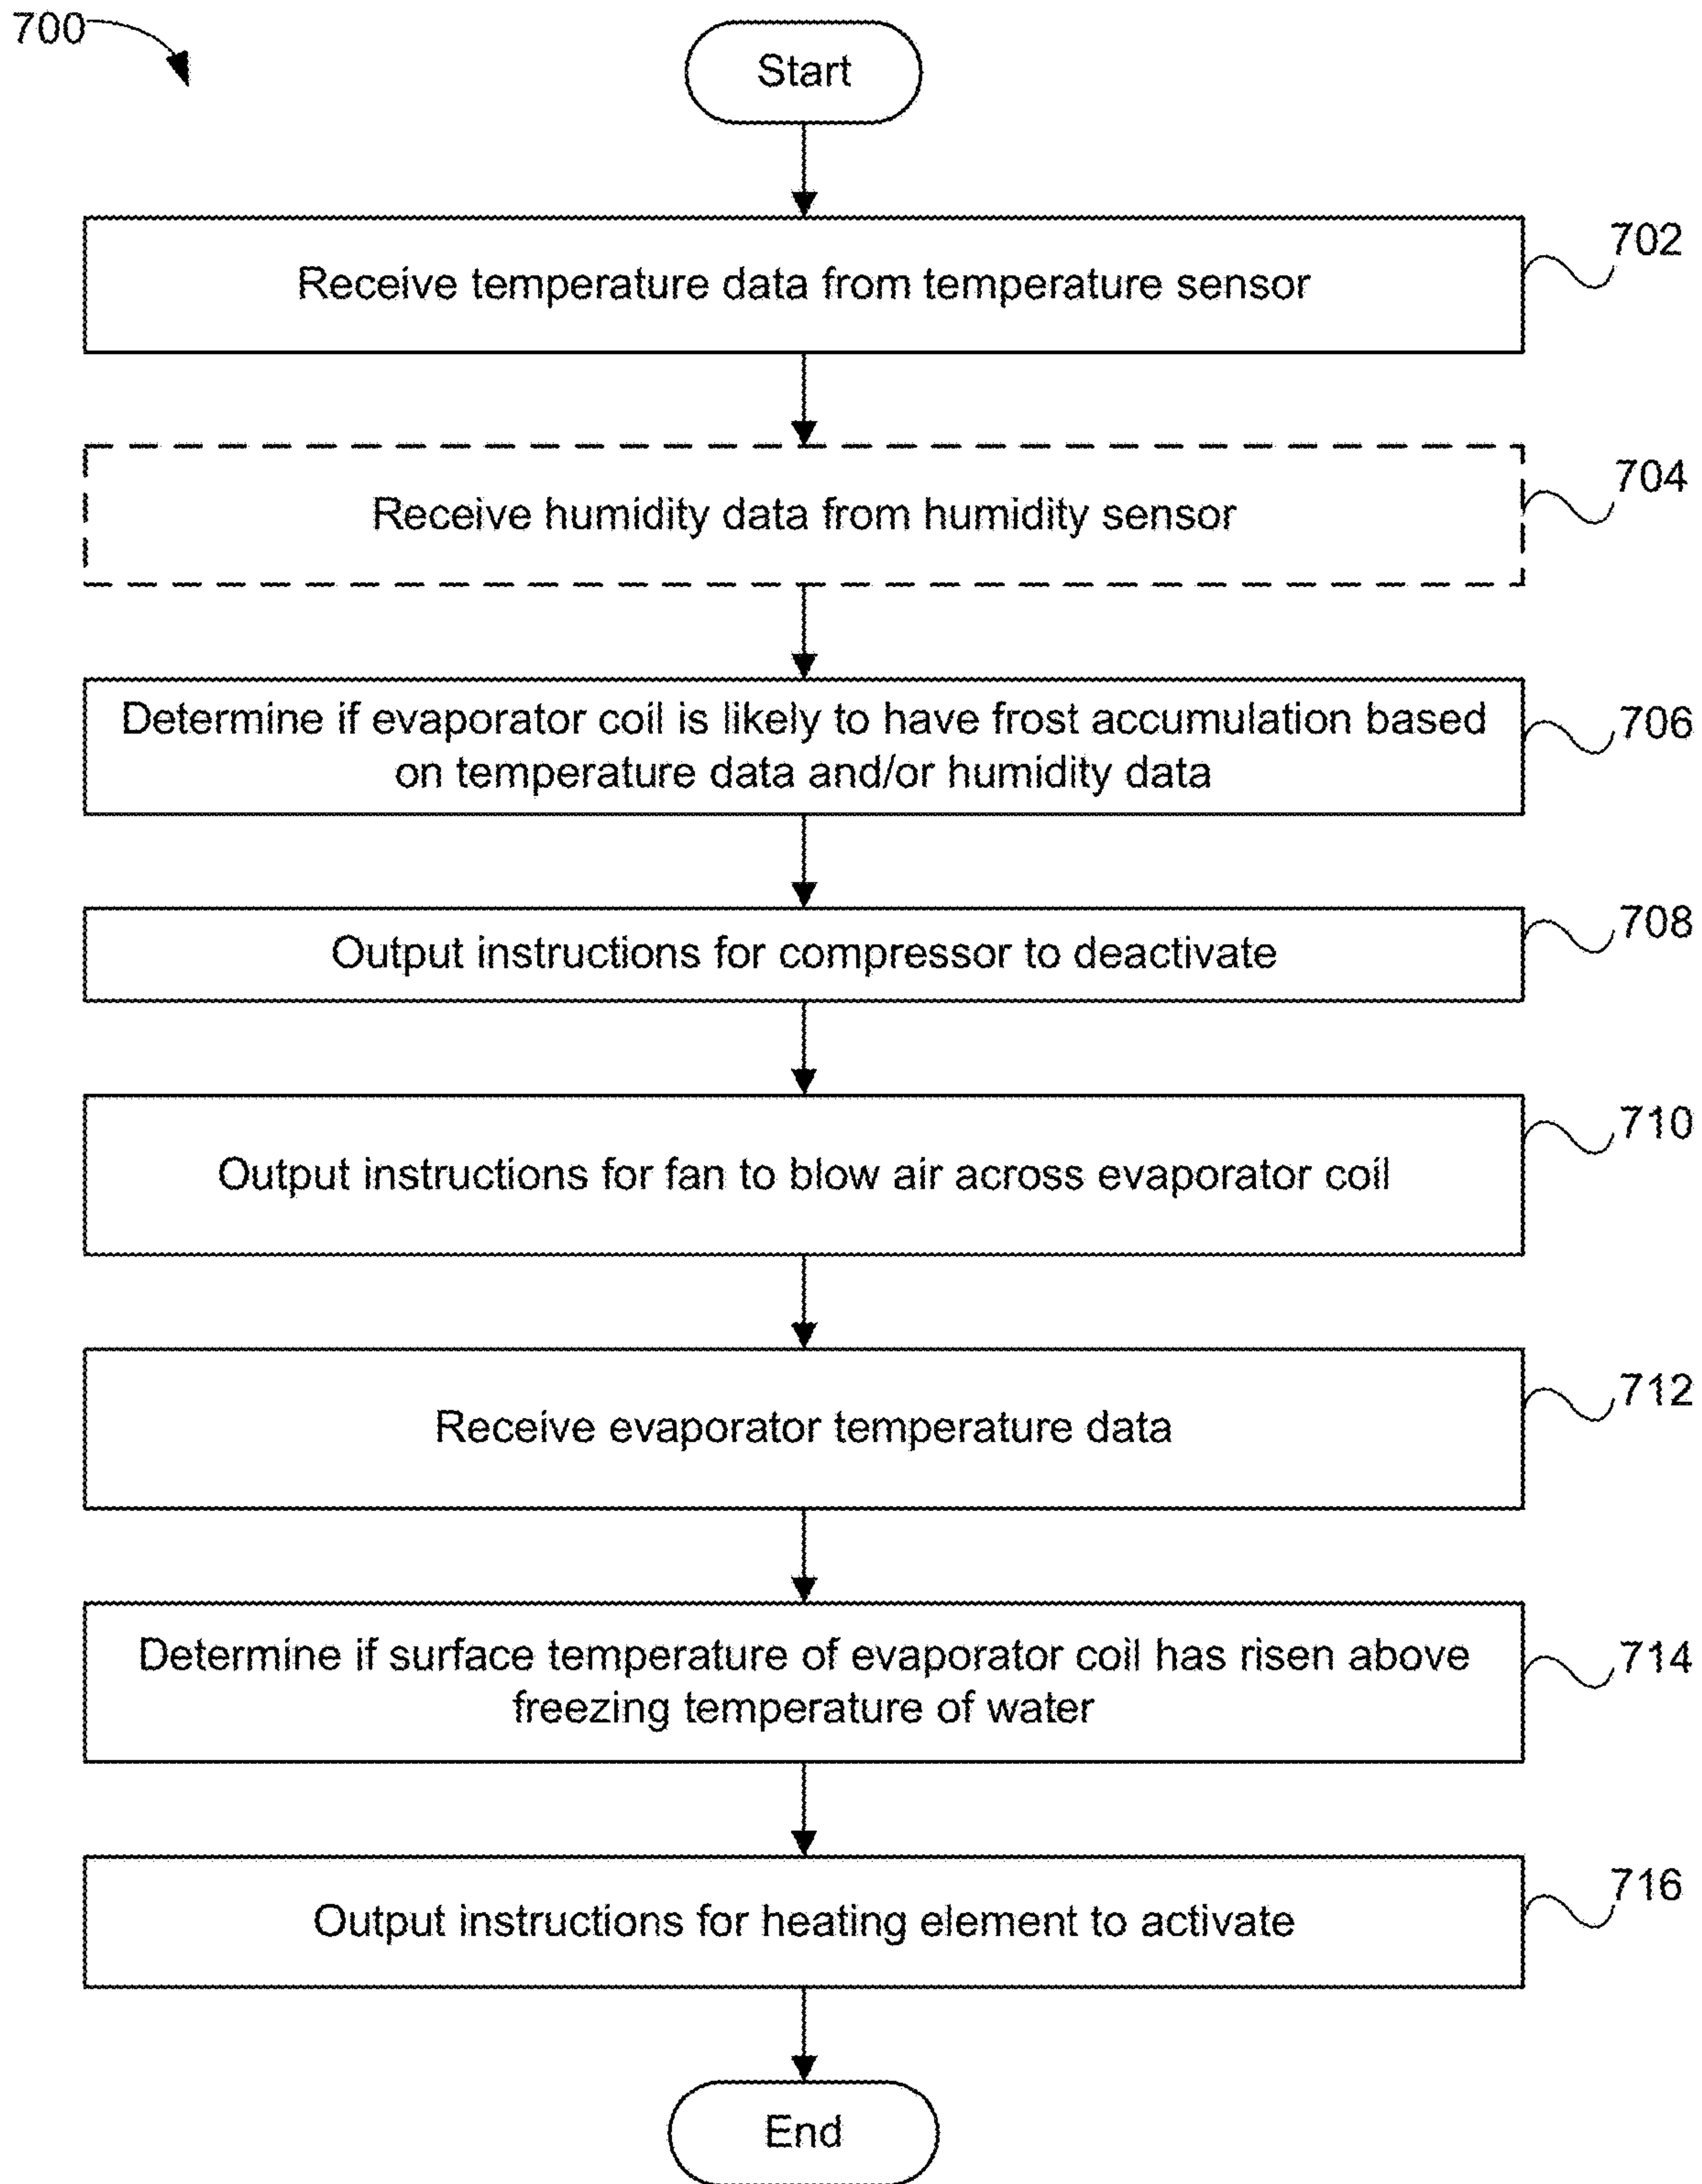 700
Start
Receive temperature data from temperature sensor
702
Receive humidity data from humidity sensor
704
Determine if evaporator coil is likely to have frost accumulation based
on temperature data and/or humidity data
706
Output instructions for compressor to deactivate
708
Output instructions for fan to blow air across evaporator coil
710
Receive evaporator temperature data
712
Determine if surface temperature of evaporator coil has risen above
freezing temperature of water
714
Output instructions for heating element to activate
716
End